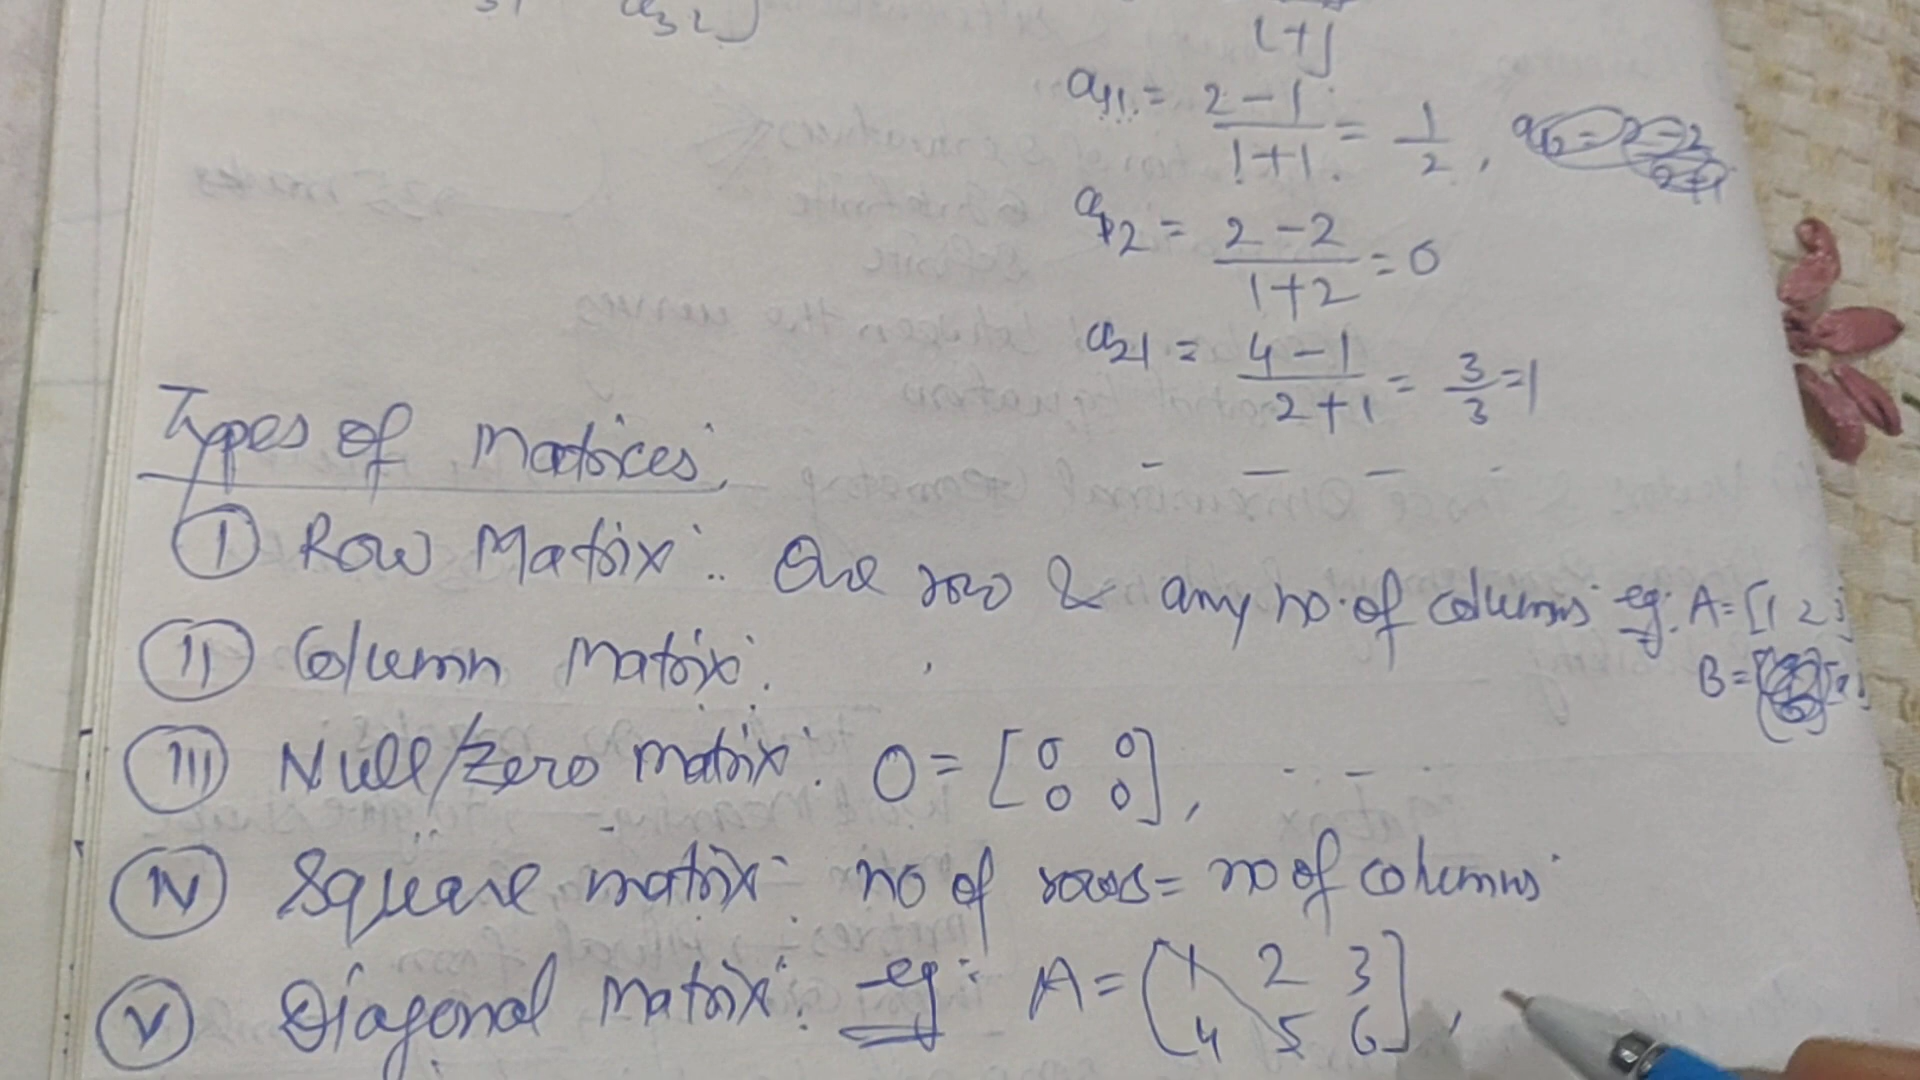 a32]
i+j
a11 = 2-1/1+1 = 1/2,
a12 = 2-2/1+2 = 0
a21 = 4-1/2+1 = 3/3 = 1
- - - -
Types of Matrices
(I) Row Matrix: One row & any no. of columns eg: A = [1 2 3]
(II) Column Matrix:
B =
(III) Null/Zero matrix: O = [0 0
0 0], - - -
(IV) Square matrix: no of rows = no of columns
(V) Diagonal Matrix: eg: A = [1 2 3
4 5 6],